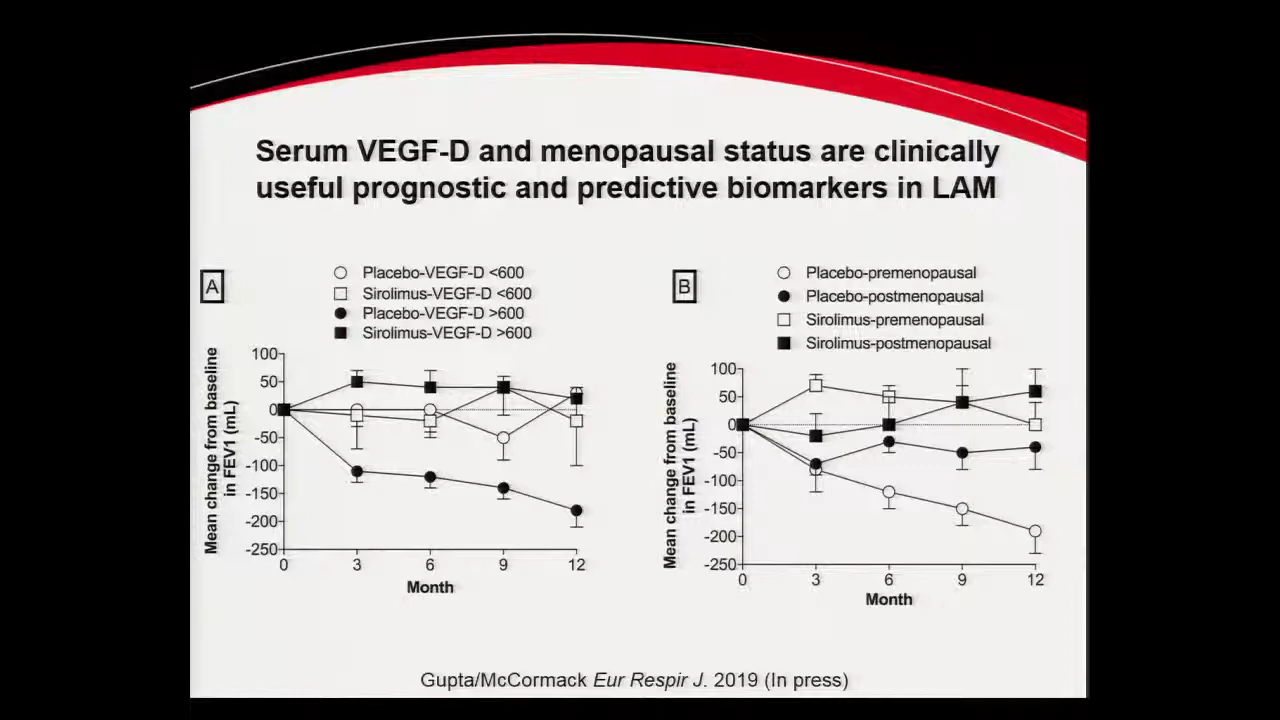 Serum VEGF-D and menopausal status are clinically
useful prognostic and predictive biomarkers in LAM
A
Placebo-VEGF-D <600
Sirolimus-VEGF-D <600
Placebo-VEGF-D >600
Sirolimus-VEGF-D >600
Mean change from baseline
in FEV1 (mL)
100
50
0
-50
-100
-150
-200
-250
0 3 6 9 12
Month
B
Placebo-premenopausal
Placebo-postmenopausal
Sirolimus-premenopausal
Sirolimus-postmenopausal
Mean change from baseline
in FEV1 (mL)
100
50
0
-50
-100
-150
-200
-250
0 3 6 9 12
Month
Gupta/McCormack Eur Respir J. 2019 (In press)